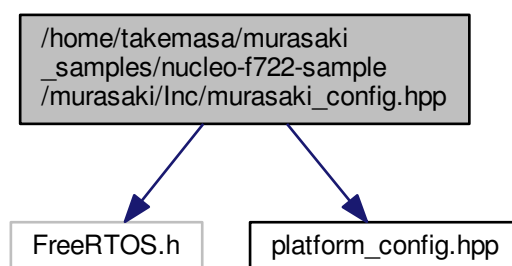 /home/takemasa/murasaki
_samples/nucleo-f722-sample
/murasaki/Inc/murasaki_config.hpp
FreeRTOS.h
platform_config.hpp